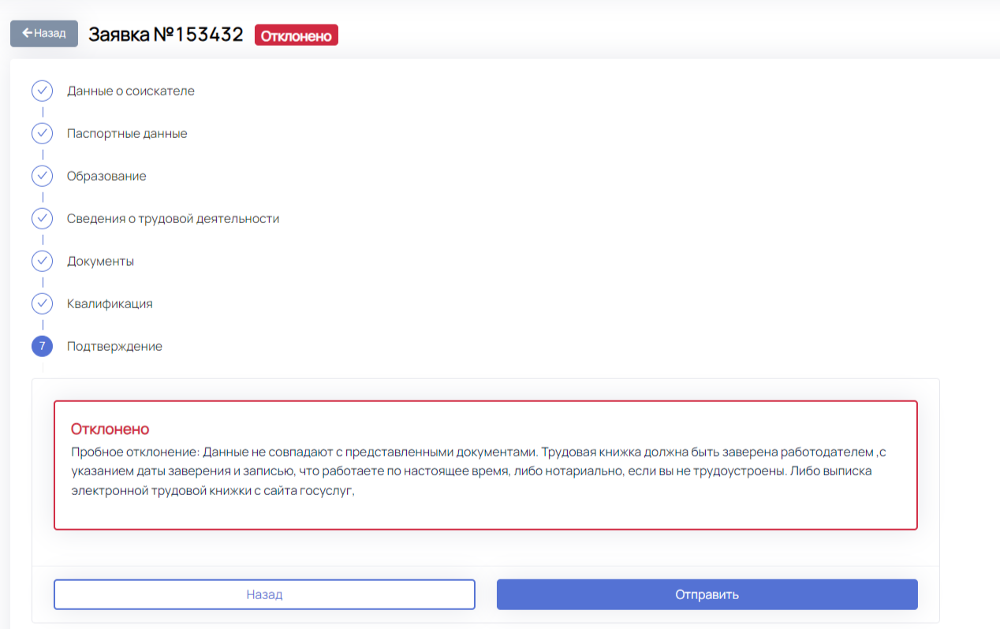 Назад
Заявка №153432
Отклонено
Данные о соискателе
Паспортные данные
Образование
Сведения о трудовой деятельности
Документы
Квалификация
7 Подтверждение
Отклонено
Пробное отклонение: Данные не совпадают с представленными документами. Трудовая книжка должна быть заверена работодателем ,с
указанием даты заверения и записью, что работаете по настоящее время, либо нотариально, если вы не трудоустроены. Либо выписка
электронной трудовой книжки с сайта госуслуг,
Назад
Отправить